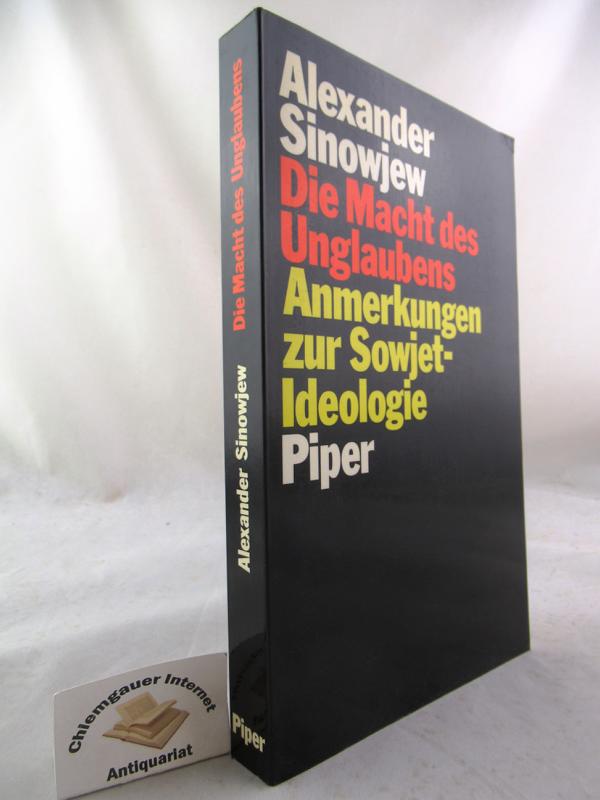 Alexander
Sinowjew
Die Macht des
Unglaubens
Anmerkungen
zur Sowjet-
Ideologie
Piper
Alexander Sinowjew Die Macht des Unglaubens
Piper
Chiemgauer Internet
Antiquariat